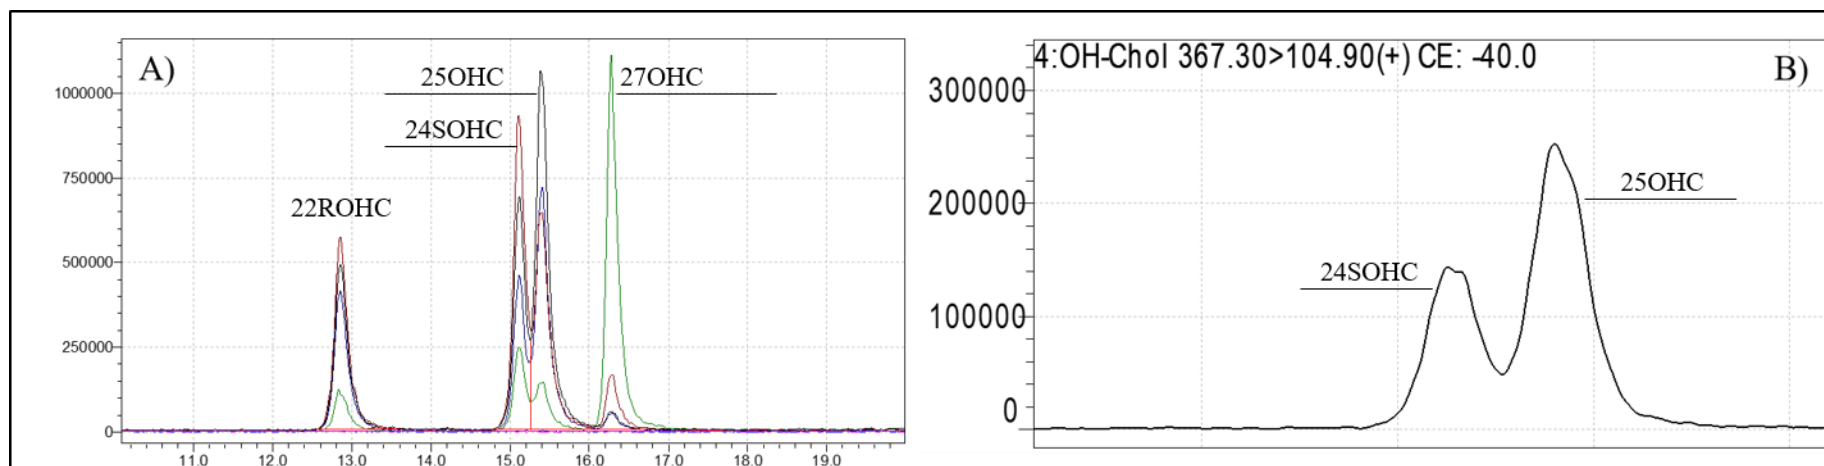 A)
25OHC
27OHC
24SOHC
22ROHC
1000000
750000
500000
250000
0
11.0 12.0 13.0 14.0 15.0 16.0 17.0 18.0 19.0
4:OH-Chol 367.30>104.90(+) CE: -40.0
B)
300000
200000
100000
0
25OHC
24SOHC